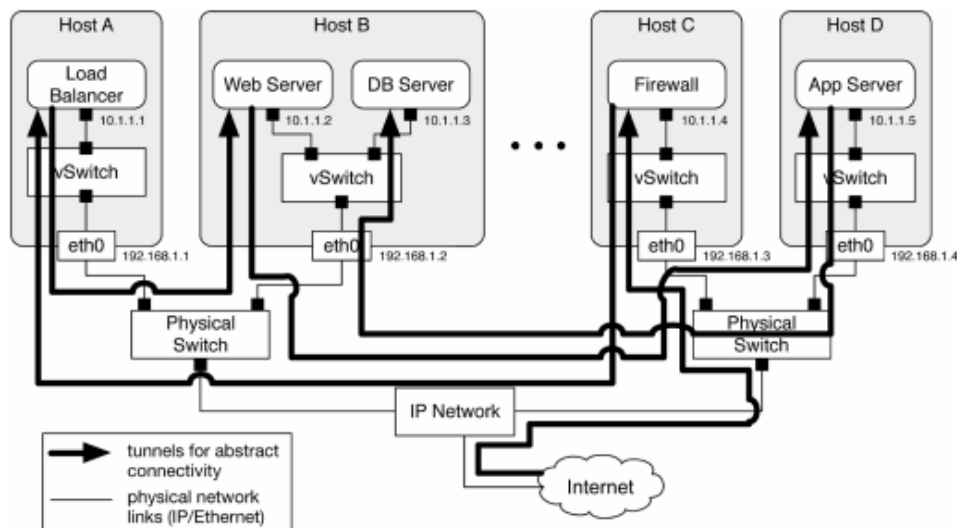 Host A
Host B
Host C
Host D
Load
Balancer
Web Server
DB Server
Firewall
App Server
10.1.1.1
10.1.1.2
10.1.1.3
10.1.1.4
10.1.1.5
vSwitch
vSwitch
vSwitch
vSwitch
eth0
eth0
eth0
eth0
192.168.1.1
192.168.1.2
192.168.1.3
192.168.1.4
Physical
Switch
Physical
Switch
IP Network
Internet
tunnels for abstract
connectivity
physical network
links (IP/Ethernet)